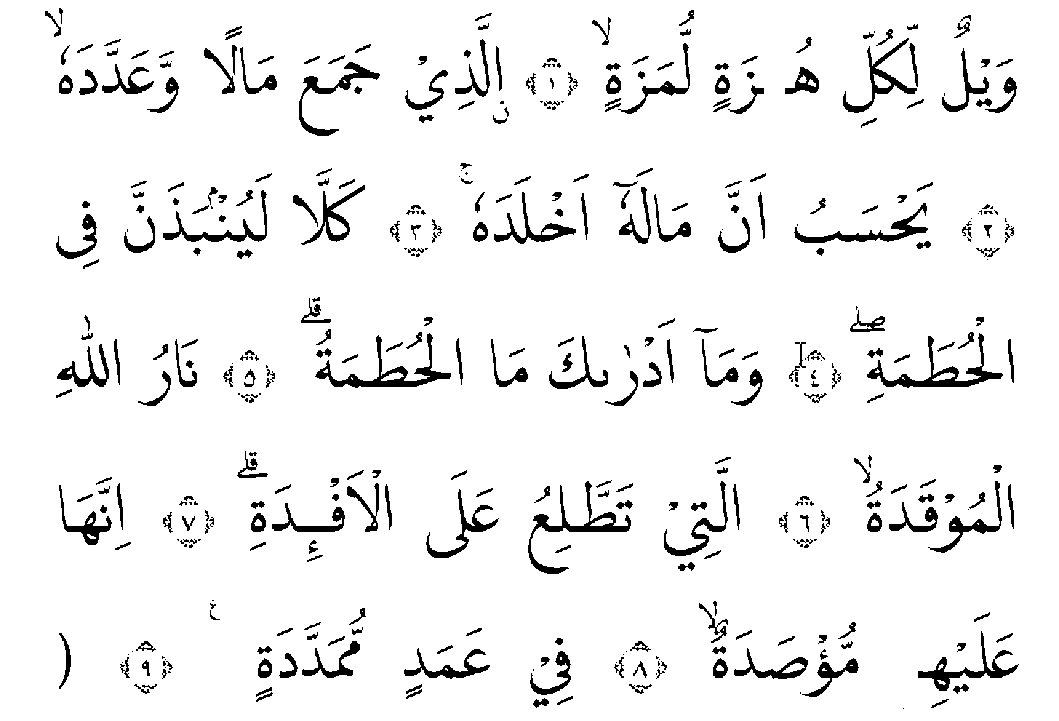 وَيْلٌ لِّكُلِّ هُمَزَةٍ لُّمَزَةٍۙ ﴿١﴾ ۨالَّذِيْ جَمَعَ مَالًا وَّعَدَّدَهٗۙ
﴿٢﴾ يَحْسَبُ اَنَّ مَالَهٗٓ اَخْلَدَهٗۚ ﴿٣﴾ كَلَّا لَيُنْۢبَذَنَّ فِى
الْحُطَمَةِۖ ﴿٤﴾ وَمَآ اَدْرٰىكَ مَا الْحُطَمَةُۗ ﴿٥﴾ نَارُ اللّٰهِ
الْمُوْقَدَةُۙ ﴿٦﴾ الَّتِيْ تَطَّلِعُ عَلَى الْاَفْـِٕدَةِۗ ﴿٧﴾ اِنَّهَا
عَلَيْهِمْ مُّؤْصَدَةٌۙ ﴿٨﴾ فِيْ عَمَدٍ مُّمَدَّدَةٍ ࣖ ﴿٩﴾ (